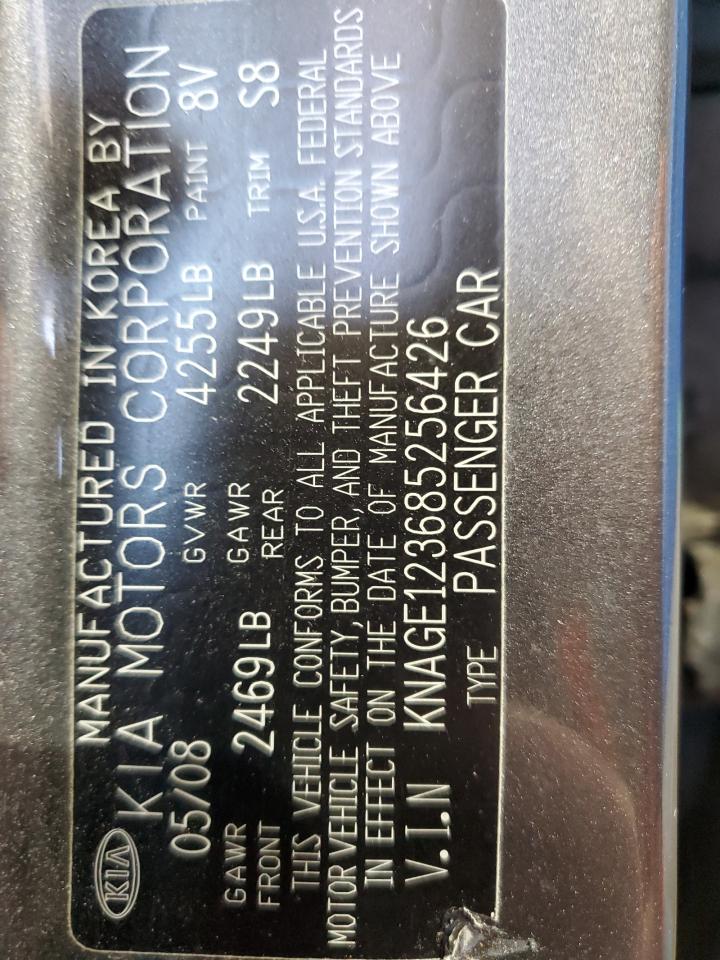 MANUFACTURED IN KOREA BY
KIA KIA MOTORS CORPORATION
05/08 GVWR 4255LB PAINT 8V
GAWR FRONT 2469LB GAWR REAR 2249LB TRIM S8
THIS VEHICLE CONFORMS TO ALL APPLICABLE U.S.A. FEDERAL
MOTOR VEHICLE SAFETY, BUMPER, AND THEFT PREVENTION STANDARDS
IN EFFECT ON THE DATE OF MANUFACTURE SHOWN ABOVE
V.I.N KNAGE123685256426
TYPE PASSENGER CAR